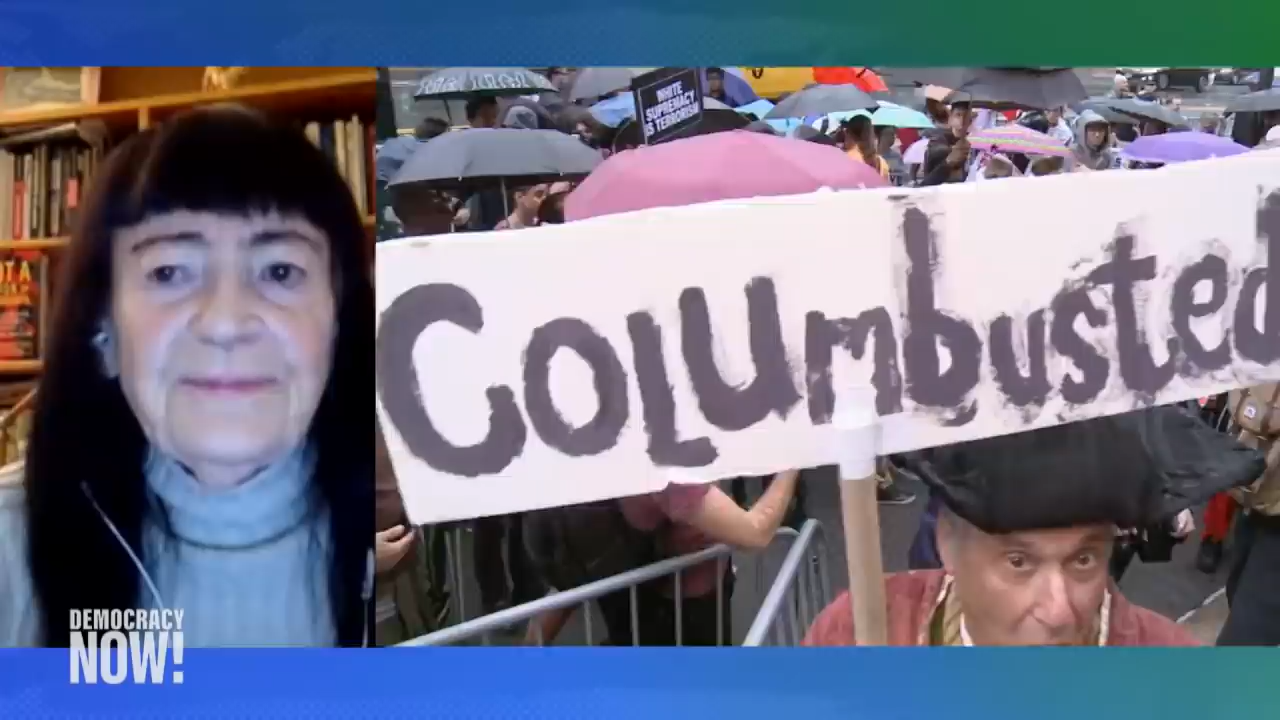 WHITE
SUPREMACY
IS TERRORISM
COLUmbusted
DEMOCRACY
NOW!